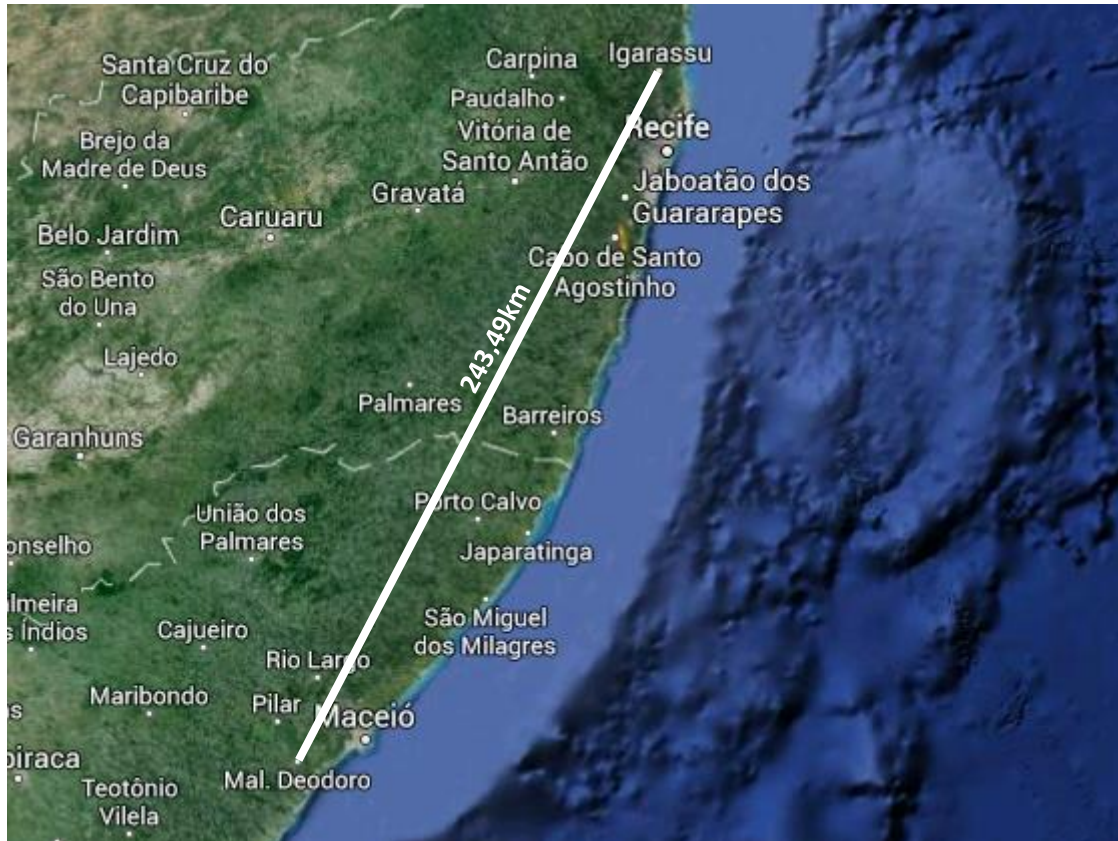 Igarassu
Carpina
Santa Cruz do
Capibaribe
Paudalho
Recife
Vitória de
Santo Antão
Brejo da
Madre de Deus
Jaboatão dos
Guararapes
Gravatá
Caruaru
Belo Jardim
Cabo de Santo
Agostinho
São Bento
do Una
243,49km
Lajedo
Palmares
Barreiros
Garanhuns
Porto Calvo
União dos
Palmares
onselho
Japaratinga
almeira
s Índios
São Miguel
dos Milagres
Cajueiro
Rio Largo
Maribondo
Pilar
as
Maceió
piraca
Mal. Deodoro
Teotônio
Vilela